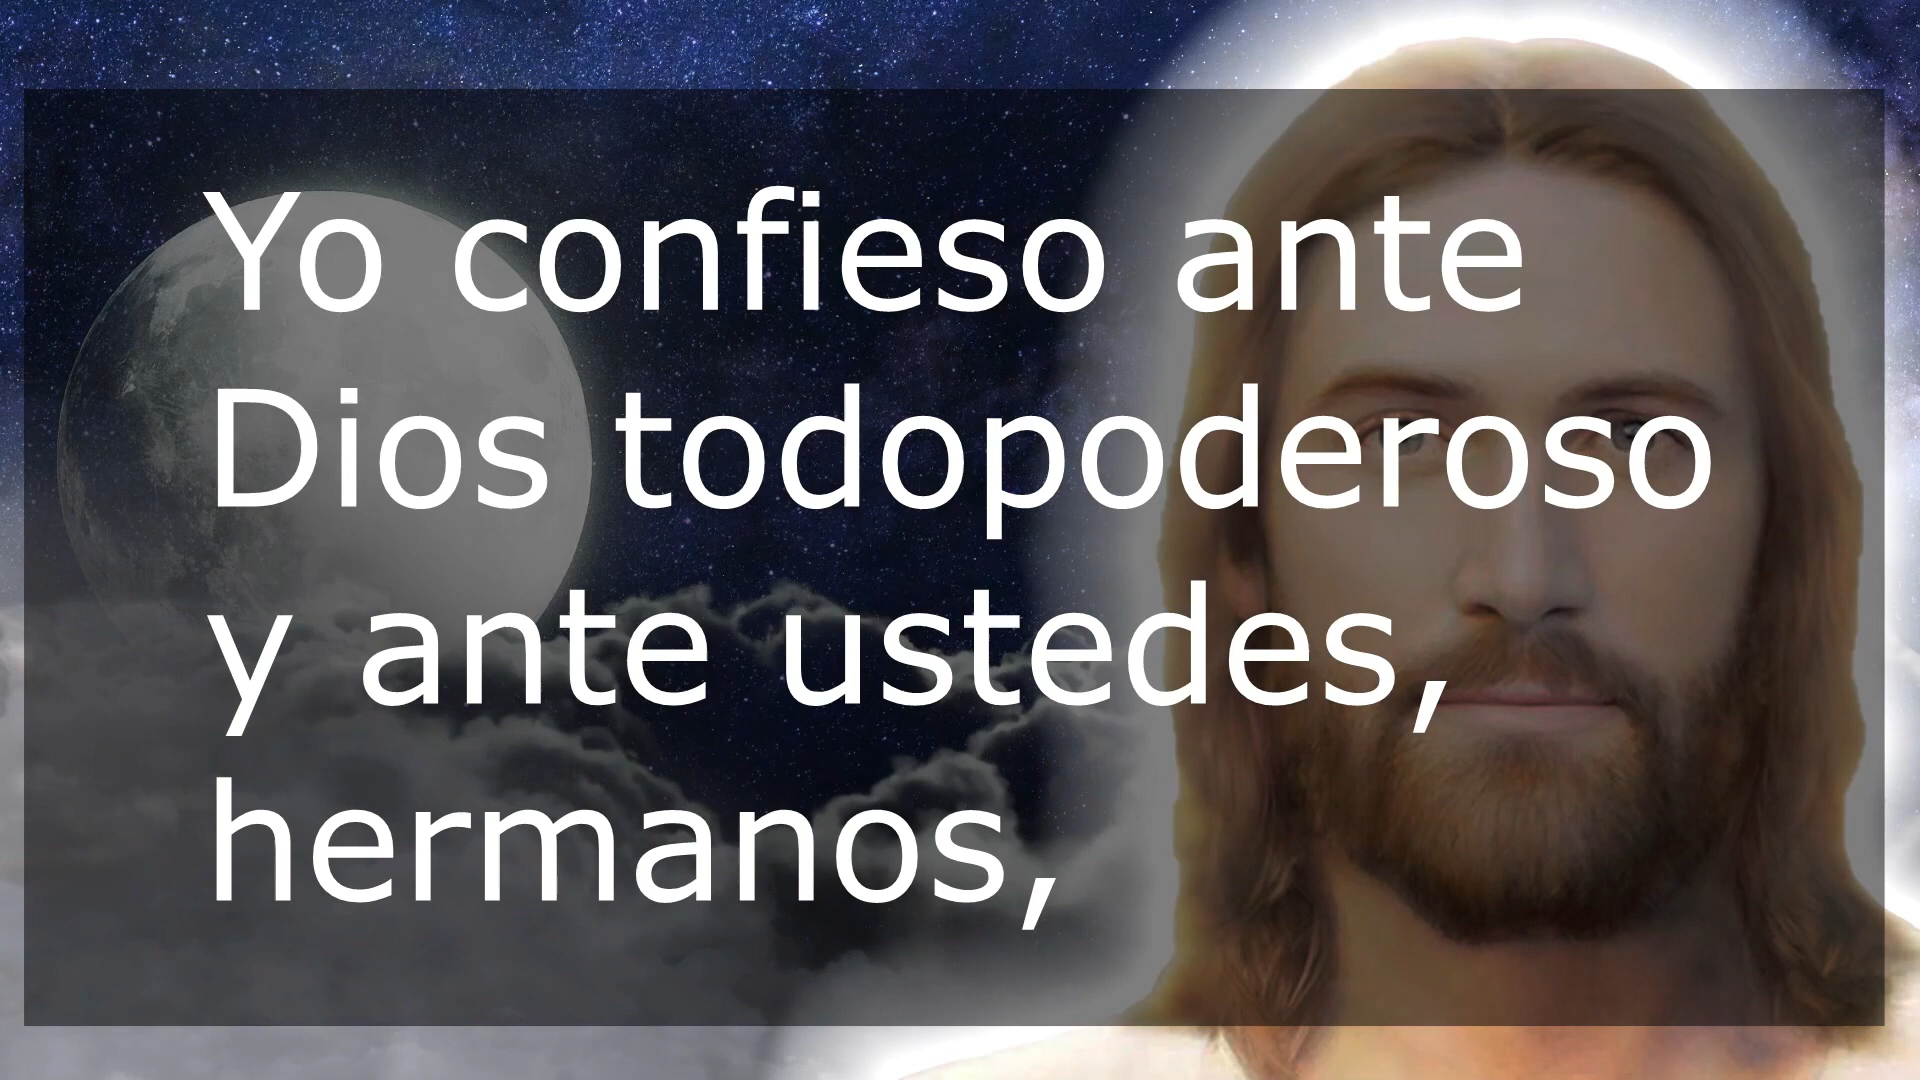 Yo confieso ante
Dios todopoderoso
y ante ustedes,
hermanos,